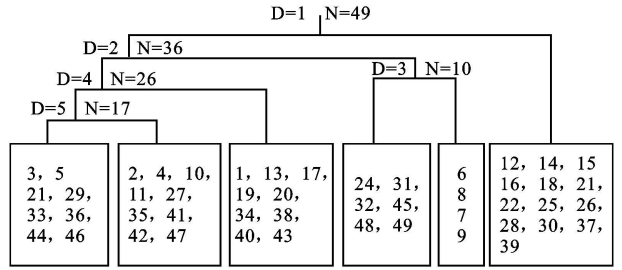 D=1 N=49
D=2 N=36
D=3 N=10
D=4 N=26
D=5 N=17
3, 5
21, 29,
33, 36,
44, 46
2, 4, 10,
11, 27,
35, 41,
42, 47
1, 13, 17,
19, 20,
34, 38,
40, 43
24, 31,
32, 45,
48, 49
6
8
7
9
12, 14, 15
16, 18, 21,
22, 25, 26,
28, 30, 37,
39